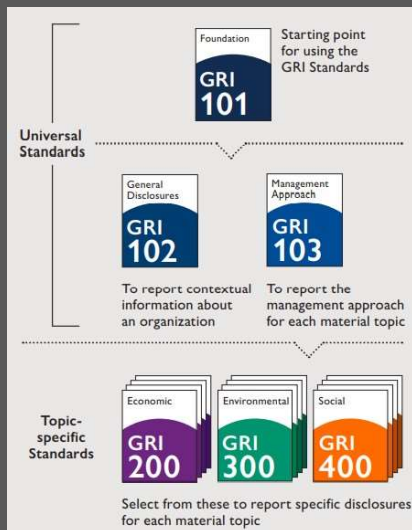 Foundation
GRI
101
Starting point
for using the
GRI Standards
Universal
Standards
General
Disclosures
GRI
102
Management
Approach
GRI
103
To report contextual
information about
an organization
To report the
management approach
for each material topic
Topic-
specific
Standards
Economic
GRI
200
Environmental
GRI
300
Social
GRI
400
Select from these to report specific disclosures
for each material topic